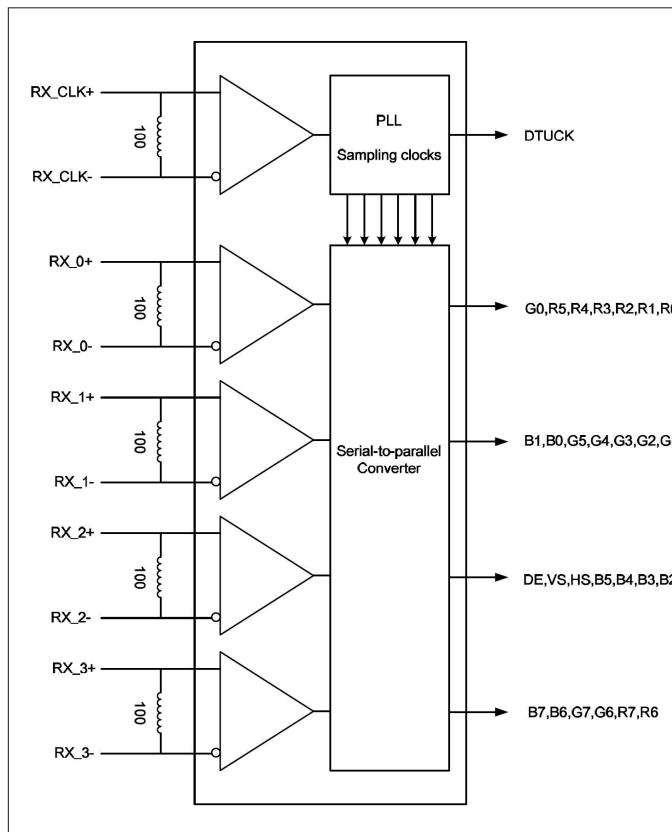 RX_CLK+
100
RX_CLK-
PLL
Sampling clocks
DTUCK
RX_0+
100
RX_0-
G0,R5,R4,R3,R2,R1,R
RX_1+
100
RX_1-
Serial-to-parallel
Converter
B1,B0,G5,G4,G3,G2,G
RX_2+
100
RX_2-
DE,VS,HS,B5,B4,B3,B2
RX_3+
100
RX_3-
B7,B6,G7,G6,R7,R6